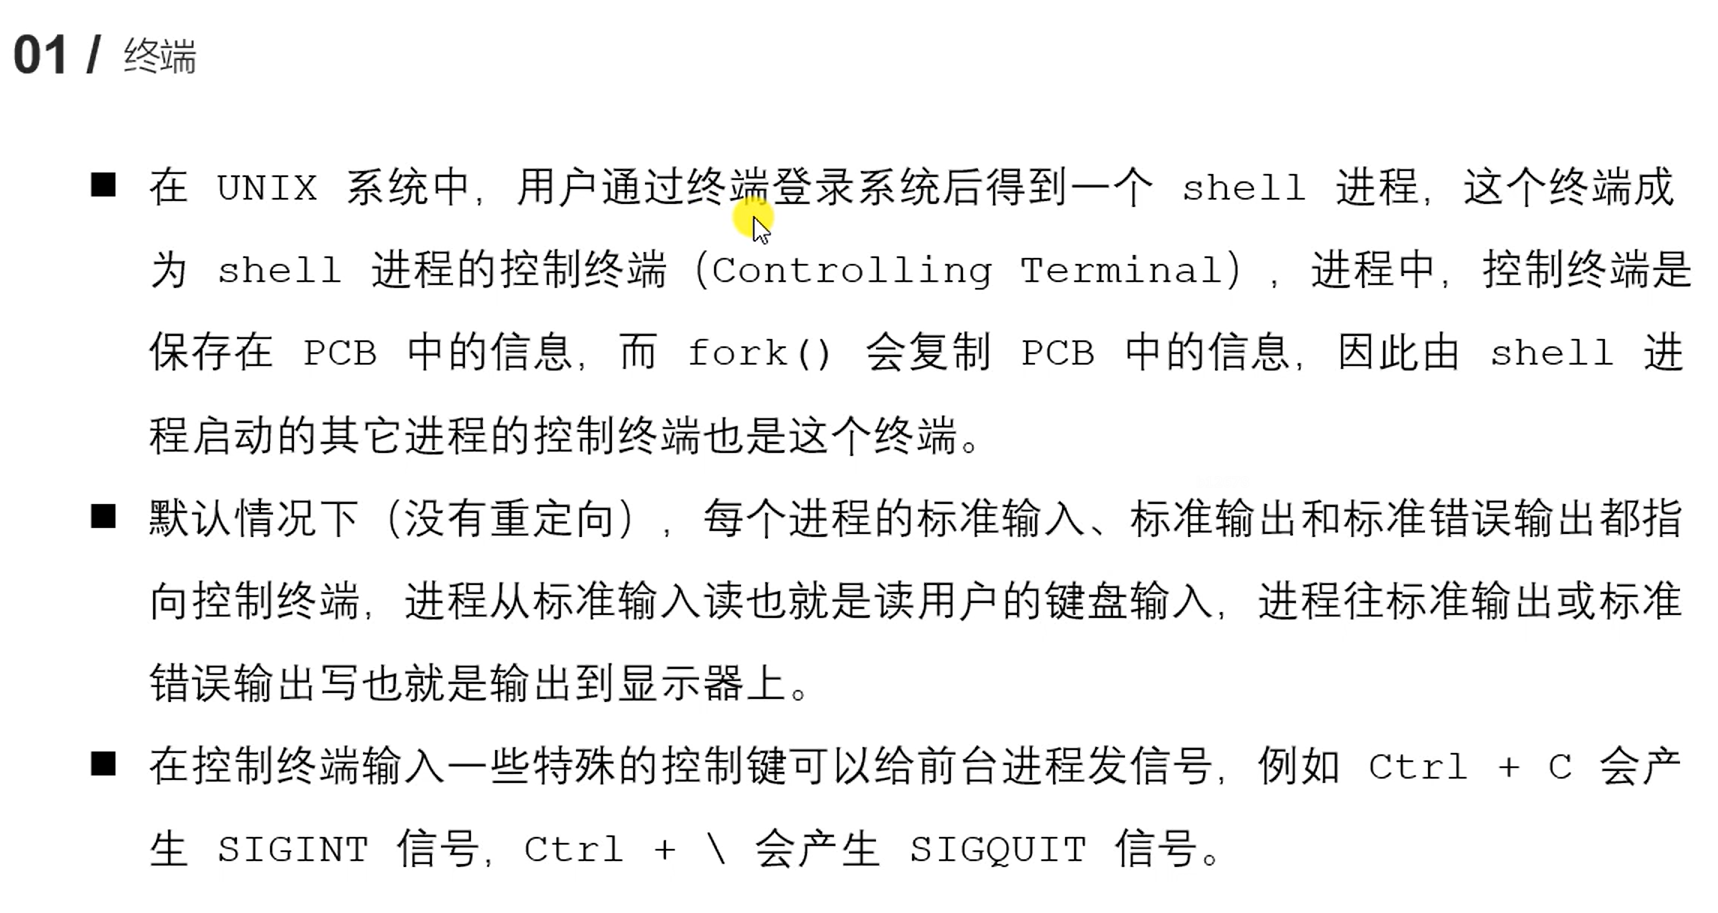 01 / 终端
■ 在 UNIX 系统中，用户通过终端登录系统后得到一个 shell 进程，这个终端成
为 shell 进程的控制终端（Controlling Terminal），进程中，控制终端是
保存在 PCB 中的信息，而 fork() 会复制 PCB 中的信息，因此由 shell 进
程启动的其它进程的控制终端也是这个终端。
■ 默认情况下（没有重定向），每个进程的标准输入、标准输出和标准错误输出都指
向控制终端，进程从标准输入读也就是读用户的键盘输入，进程往标准输出或标准
错误输出写也就是输出到显示器上。
■ 在控制终端输入一些特殊的控制键可以给前台进程发信号，例如 Ctrl + C 会产
生 SIGINT 信号，Ctrl + \ 会产生 SIGQUIT 信号。